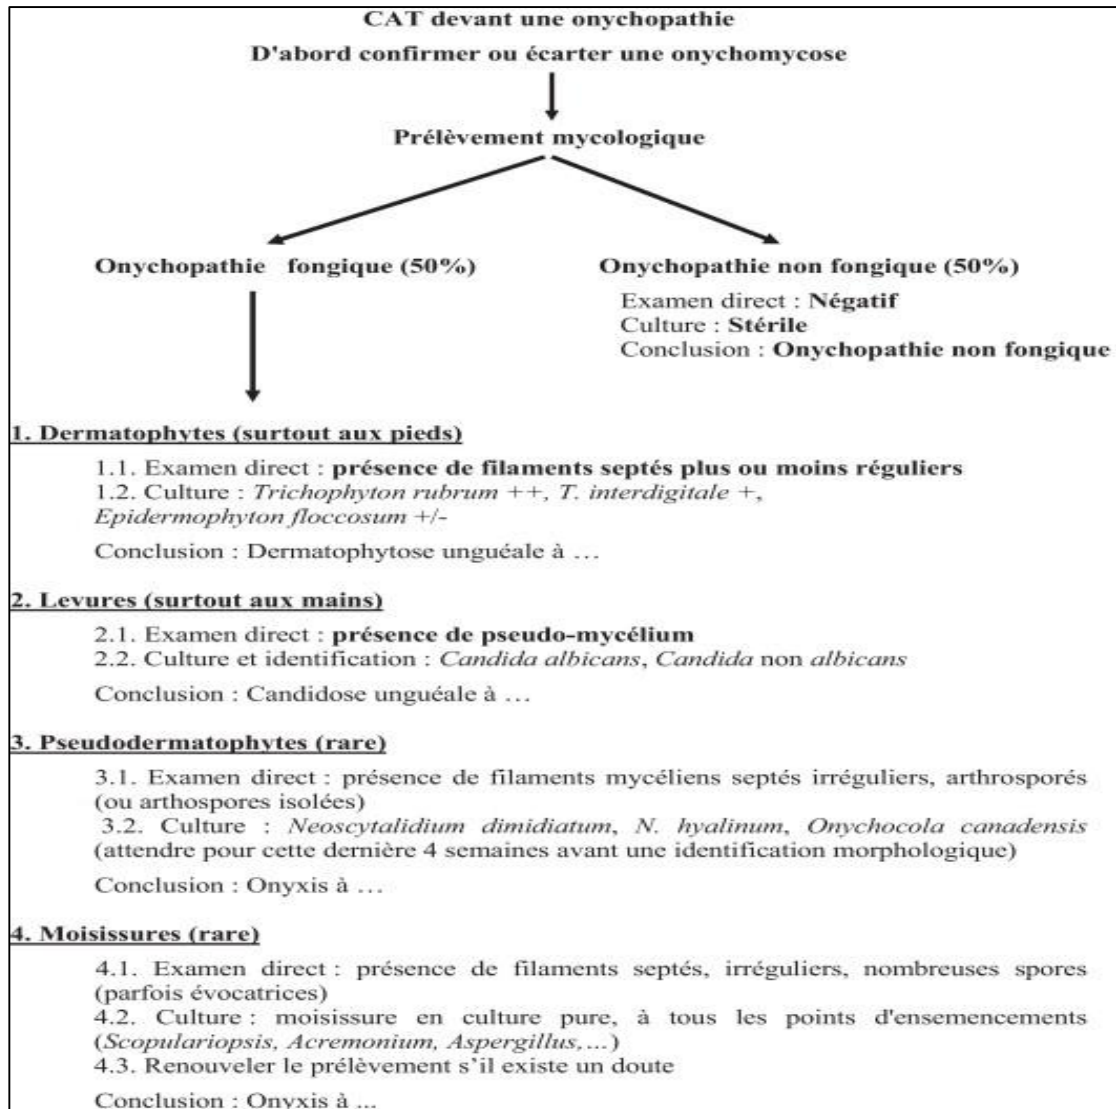 CAT devant une onychopathie
D'abord confirmer ou écarter une onychomycose
Prélèvement mycologique
Onychopathie fongique (50%)
Onychopathie non fongique (50%)
Examen direct : Négatif
Culture : Stérile
Conclusion : Onychopathie non fongique
1. Dermatophytes (surtout aux pieds)
1.1. Examen direct : présence de filaments septés plus ou moins réguliers
1.2. Culture : Trichophyton rubrum ++, T. interdigitale +,
Epidermophyton floccosum +/-
Conclusion : Dermatophytose unguéale à …
2. Levures (surtout aux mains)
2.1. Examen direct : présence de pseudo-mycélium
2.2. Culture et identification : Candida albicans, Candida non albicans
Conclusion : Candidose unguéale à …
3. Pseudodermatophytes (rare)
3.1. Examen direct : présence de filaments mycéliens septés irréguliers, arthrosporés
(ou arthospores isolées)
3.2. Culture : Neoscytalidium dimidiatum, N. hyalinum, Onychocola canadensis
(attendre pour cette dernière 4 semaines avant une identification morphologique)
Conclusion : Onyxis à …
4. Moisissures (rare)
4.1. Examen direct : présence de filaments septés, irréguliers, nombreuses spores
(parfois évocatrices)
4.2. Culture : moisissure en culture pure, à tous les points d'ensemencements
(Scopulariopsis, Acremonium, Aspergillus,…)
4.3. Renouveler le prélèvement s'il existe un doute
Conclusion : Onyxis à ...